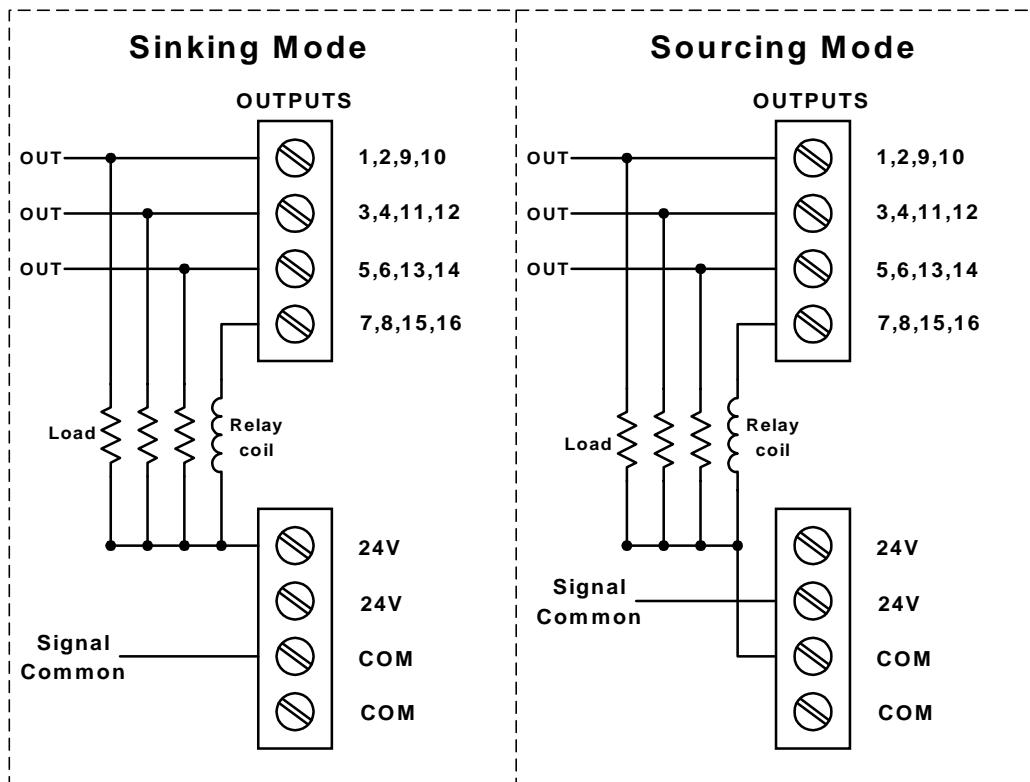 Sinking Mode
OUTPUTS
OUT
1,2,9,10
OUT
3,4,11,12
OUT
5,6,13,14
7,8,15,16
Load
Relay
coil
24V
24V
Signal
Common
COM
COM
Sourcing Mode
OUTPUTS
OUT
1,2,9,10
OUT
3,4,11,12
OUT
5,6,13,14
7,8,15,16
Load
Relay
coil
24V
Signal
Common
24V
COM
COM